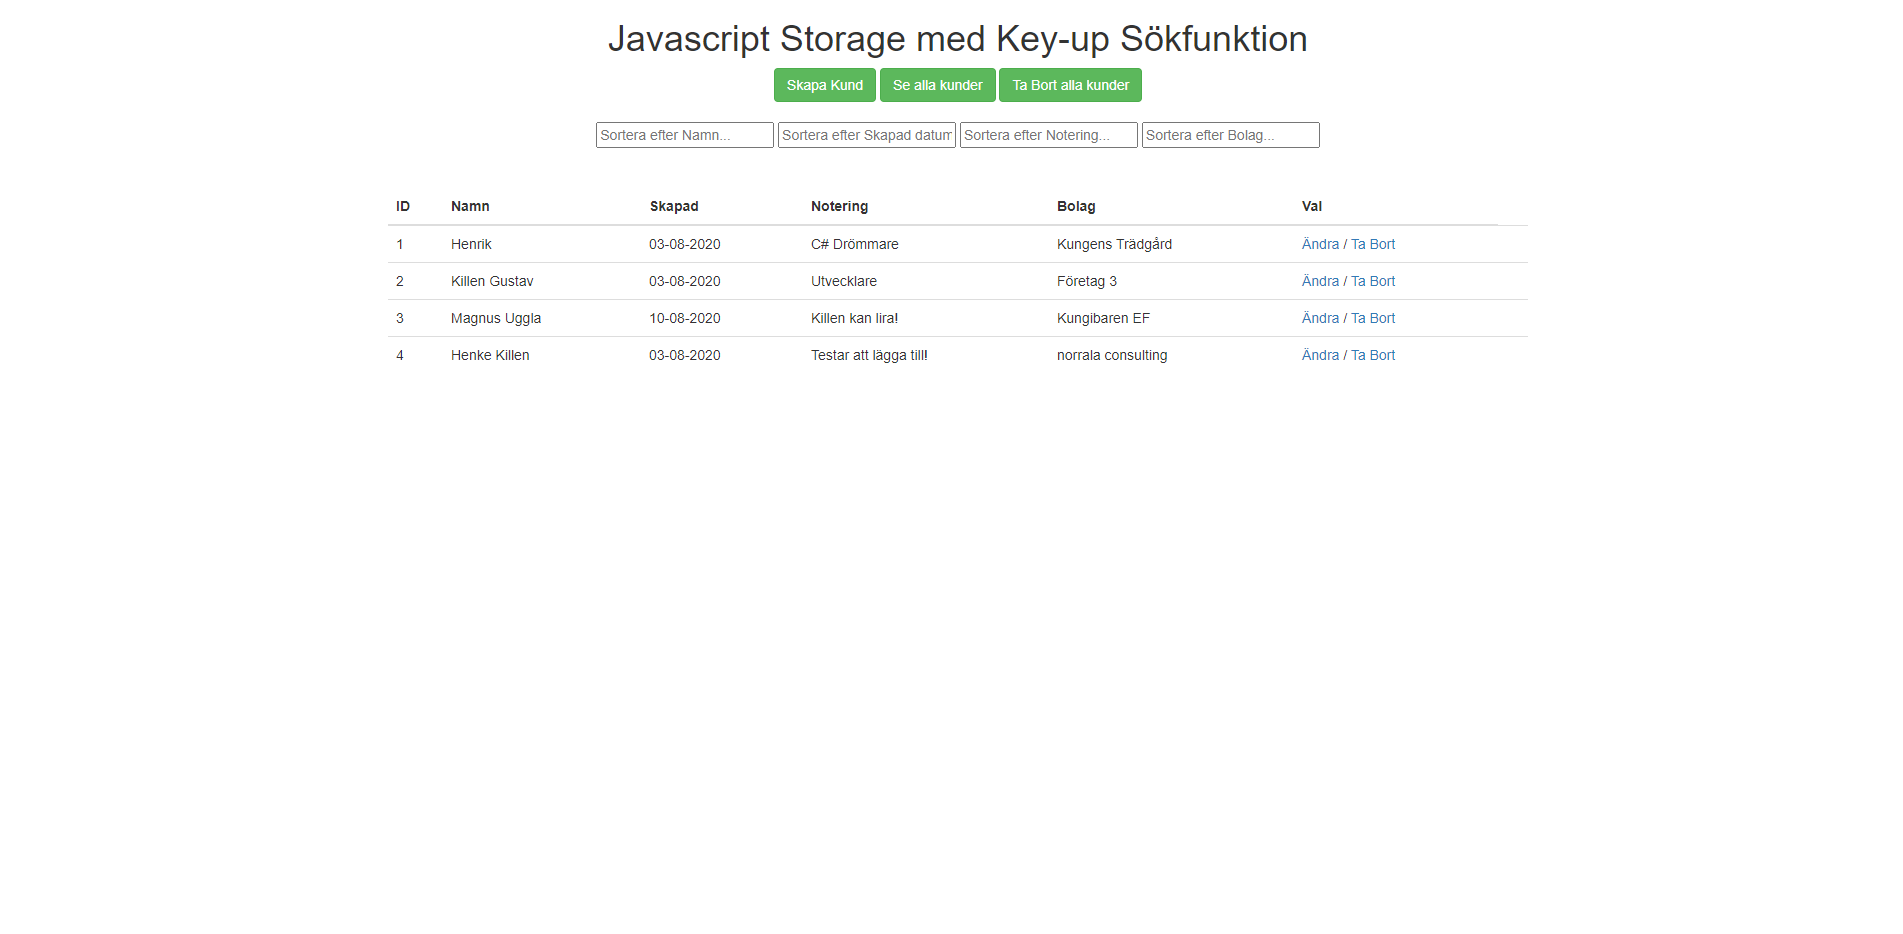 Javascript Storage med Key-up Sökfunktion
Skapa Kund Se alla kunder Ta Bort alla kunder
Sortera efter Namn... Sortera efter Skapad datum Sortera efter Notering... Sortera efter Bolag...
ID Namn Skapad Notering Bolag Val
1 Henrik 03-08-2020 C# Drömmare Kungens Trädgård Ändra / Ta Bort
2 Killen Gustav 03-08-2020 Utvecklare Företag 3 Ändra / Ta Bort
3 Magnus Uggla 10-08-2020 Killen kan lira! Kungibaren EF Ändra / Ta Bort
4 Henke Killen 03-08-2020 Testar att lägga till! norrala consulting Ändra / Ta Bort